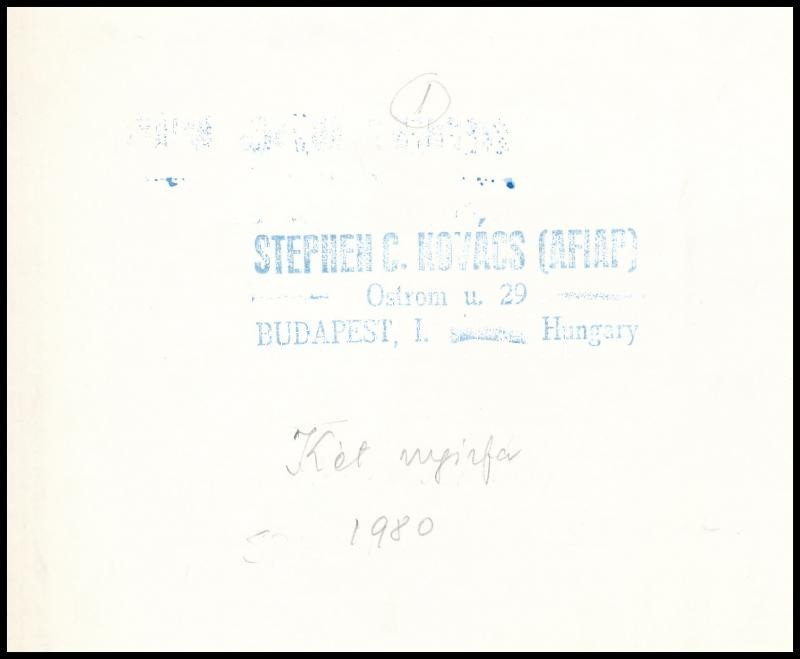 1
STEPHEN C. KOVÁCS (AFIAP)
Ostrom u. 29
BUDAPEST, I. Hungary
Két nyírfa
1980